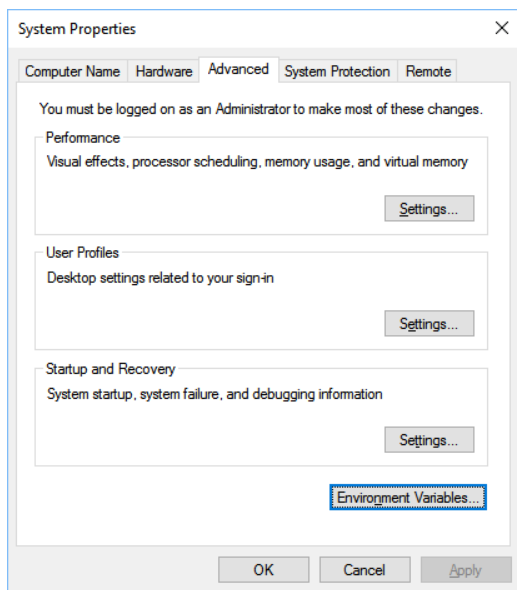 System Properties
Computer Name Hardware Advanced System Protection Remote
You must be logged on as an Administrator to make most of these changes.
Performance
Visual effects, processor scheduling, memory usage, and virtual memory
Settings...
User Profiles
Desktop settings related to your sign-in
Settings...
Startup and Recovery
System startup, system failure, and debugging information
Settings...
Environment Variables...
OK Cancel Apply